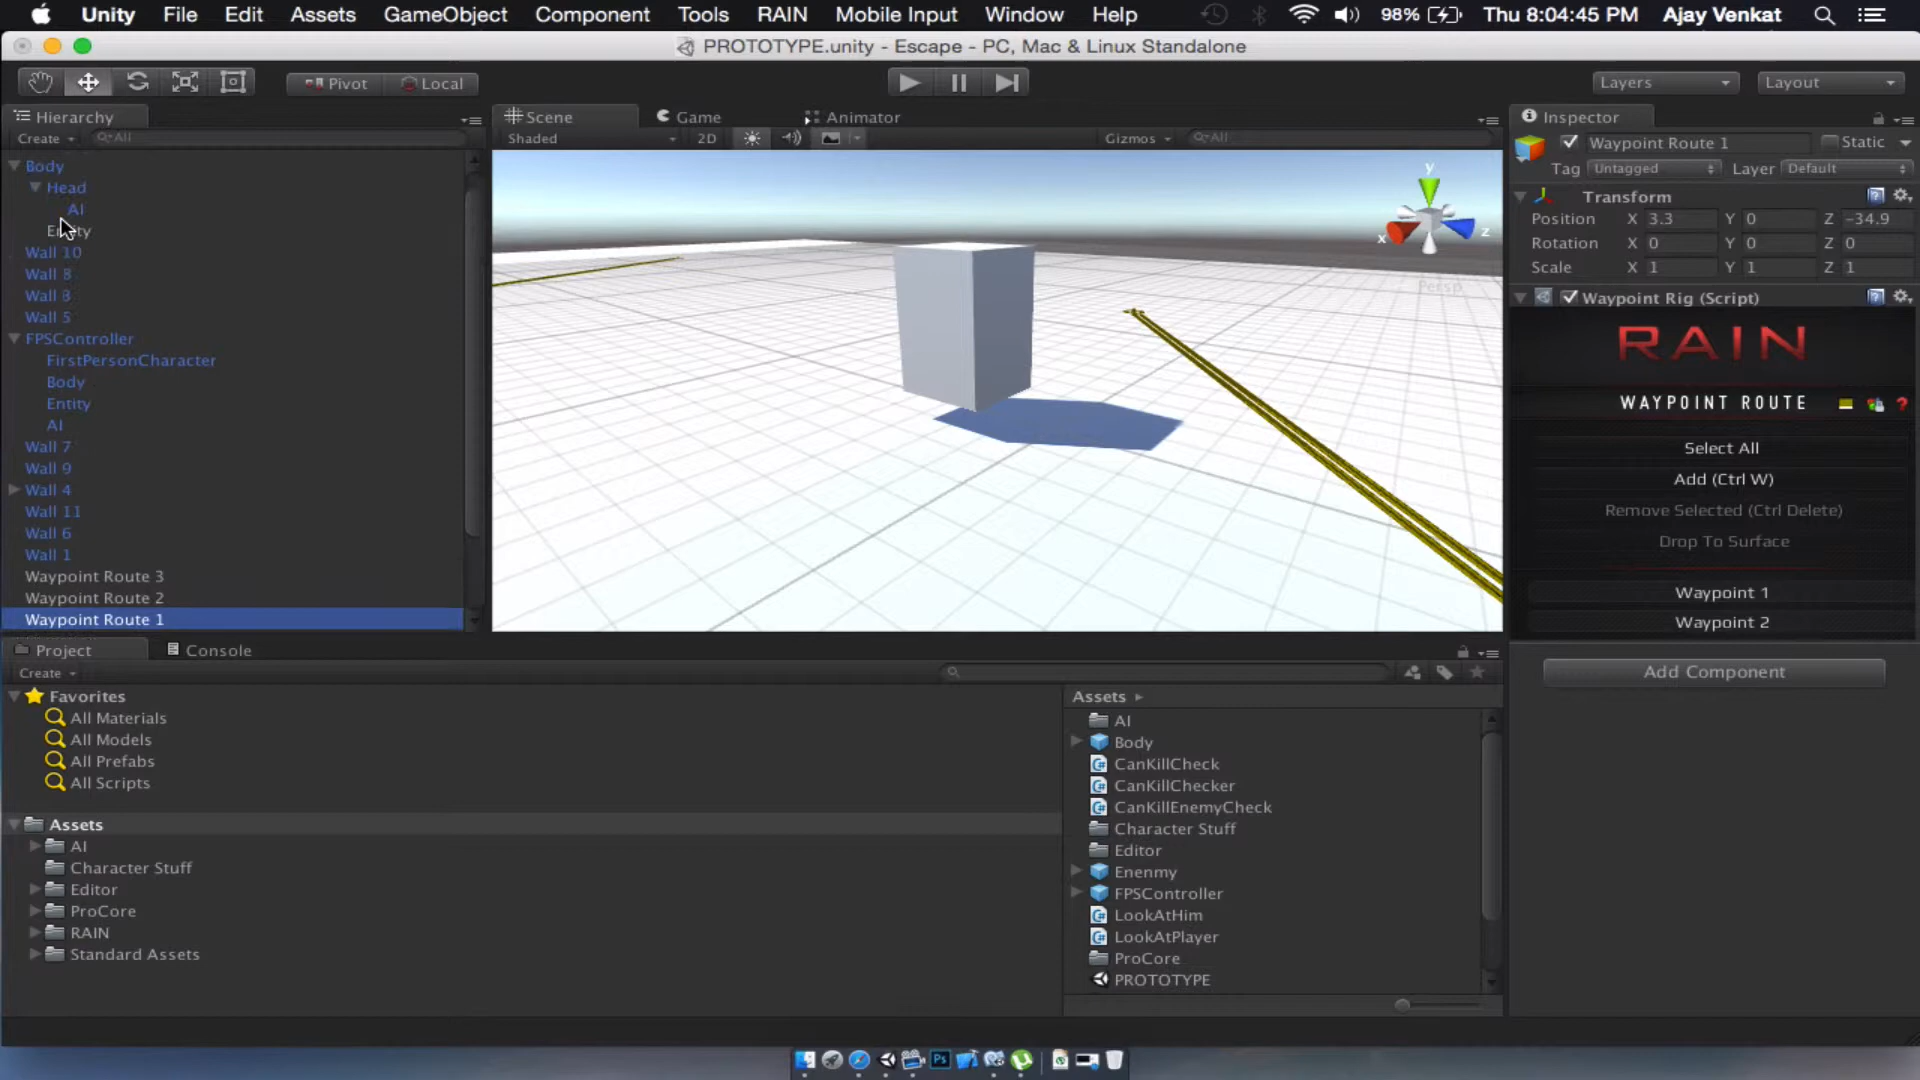 Unity File Edit Assets GameObject Component Tools RAIN Mobile Input Window Help 98% Thu 8:04:45 PM Ajay Venkat
PROTOTYPE.unity - Escape - PC, Mac & Linux Standalone
Pivot Local Layers Layout
Hierarchy
Create All
Body
Head
AI
Wall 10
Wall 8
Wall 3
Wall 5
FPSController
FirstPersonCharacter
Body
Entity
AI
Wall 7
Wall 9
Wall 4
Wall 11
Wall 6
Wall 1
Waypoint Route 3
Waypoint Route 2
Waypoint Route 1
Scene Game Animator
Shaded 2D Gizmos All
y
x z
Persp
Inspector
Waypoint Route 1 Static
Tag Untagged Layer Default
Transform
Position X 3.3 Y 0 Z -34.9
Rotation X 0 Y 0 Z 0
Scale X 1 Y 1 Z 1
Waypoint Rig (Script)
RAIN
WAYPOINT ROUTE ?
Select All
Add (Ctrl W)
Remove Selected (Ctrl Delete)
Drop To Surface
Waypoint 1
Waypoint 2
Add Component
Project Console
Create
Favorites
All Materials
All Models
All Prefabs
All Scripts
Assets
AI
Character Stuff
Editor
ProCore
RAIN
Standard Assets
Assets
AI
Body
CanKillCheck
CanKillChecker
CanKillEnemyCheck
Character Stuff
Editor
Enenmy
FPSController
LookAtHim
LookAtPlayer
ProCore
PROTOTYPE
Ps